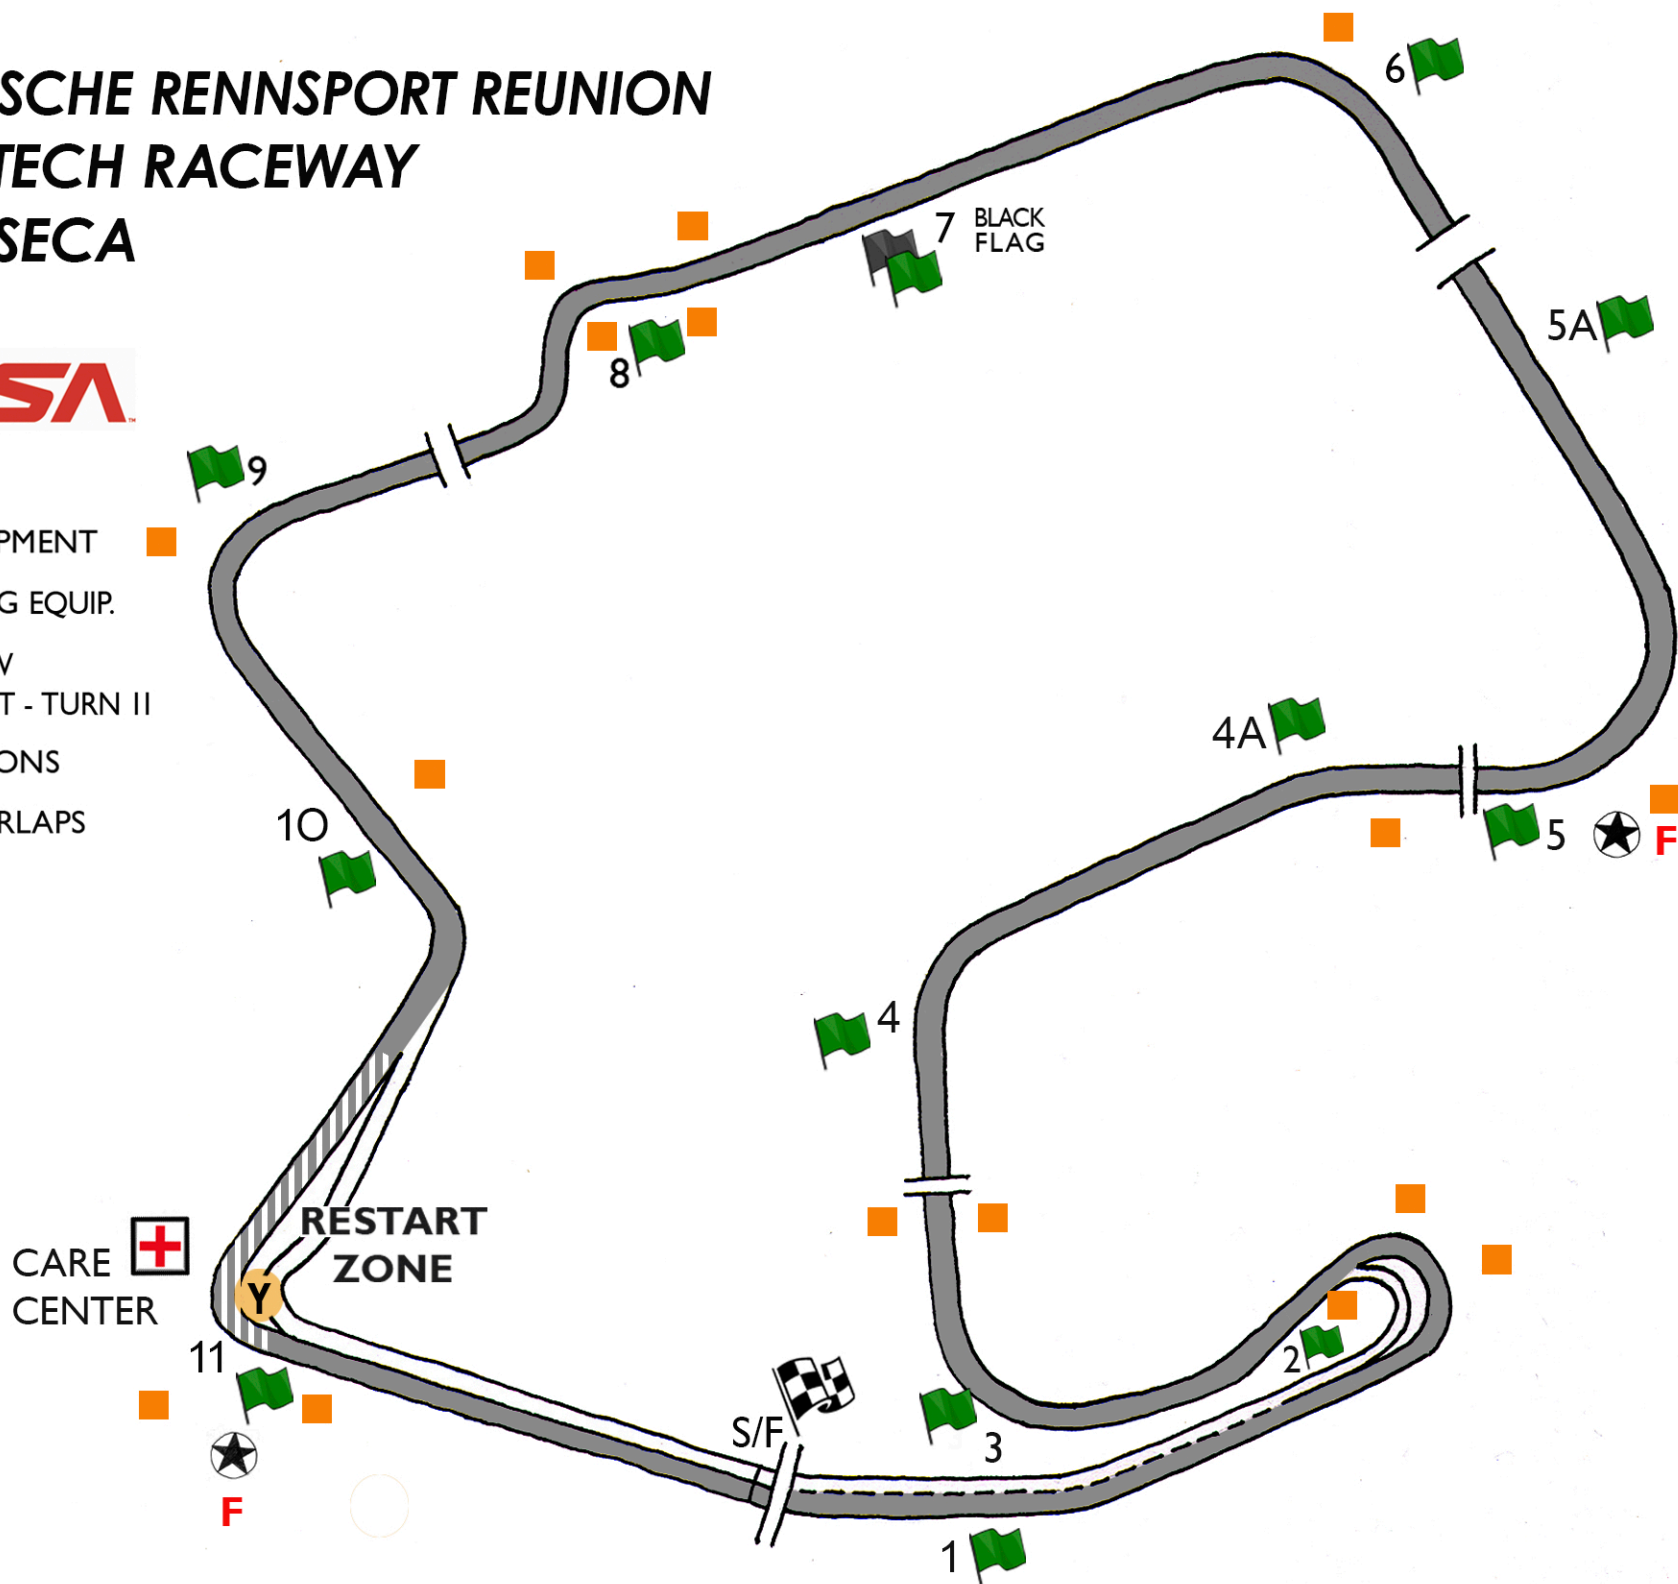 SCHE RENNSPORT REUNION
TECH RACEWAY
SECA
6
7 BLACK
FLAG
5A
8
SA
9
PMENT
G EQUIP.
W
T - TURN 11
ONS
RLAPS
4A
10
5
F
4
RESTART
ZONE
CARE
CENTER
Y
11
2
S/F
3
F
1